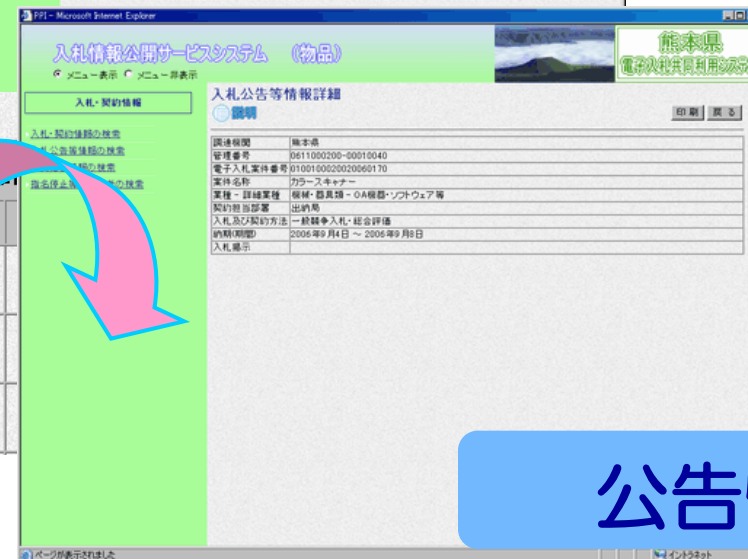 PPI - Microsoft Internet Explorer
入札情報公開サービスシステム (物品)
メニュー表示 メニュー非表示
熊本県
電子入札共同利用システ
入札・契約情報
入札公告等情報詳細
説明
印刷 戻る
入札・契約情報の検索
札公告等情報の検索
の検索
指名停止
の検索
調達機関 熊本県
管理番号 0611000200-00010040
電子入札案件番号 0100100020020060170
案件名称 カラースキャナー
業種 - 詳細業種 機械・器具類 - OA機器・ソフトウェア等
契約担当部署 出納局
入札及び契約方法 一般競争入札・総合評価
納期(期間) 2006年9月4日 ～ 2006年9月8日
入札掲示
公告
ページが表示されました
イントラネット